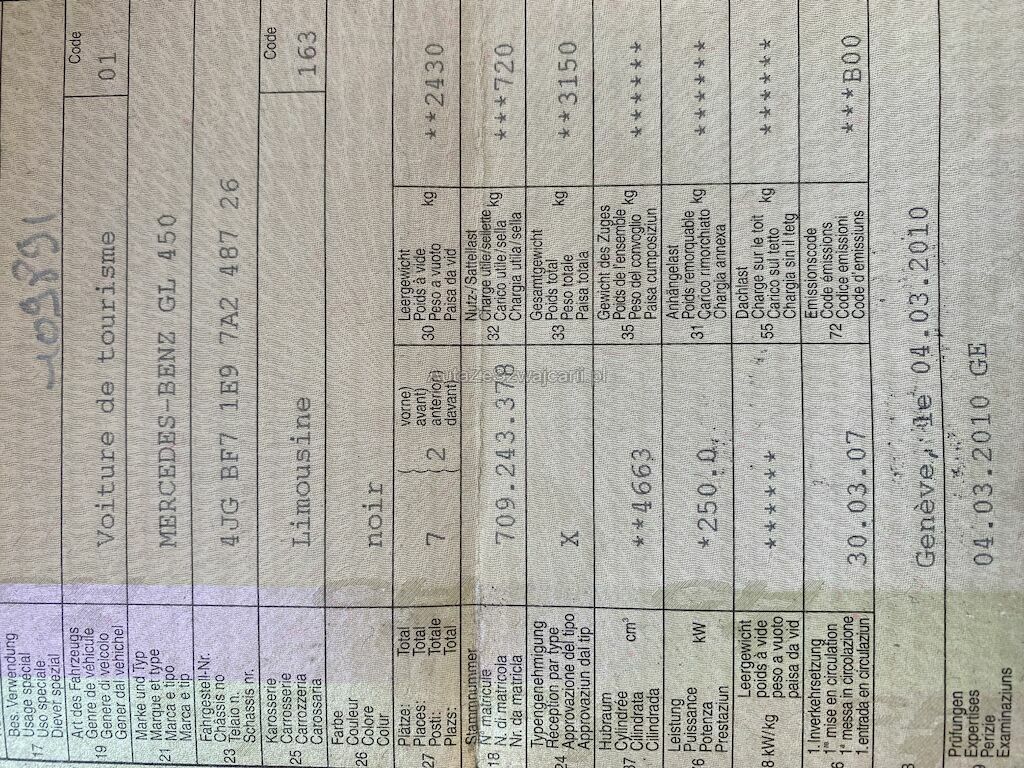 409891
Bes. Verwendung
Usage spécial
17 Uso speciale
Diever spezial
Art des Fahrzeugs
Genre de véhicule
19 Genere di veicolo
Gener dal vehichel
Voiture de tourisme
Code
01
Marke und Typ
Marque et type
21 Marca e tipo
Marca e tip
MERCEDES-BENZ GL 450
Fahrgestell-Nr.
Châssis no
23 Telaio n.
Schassis nr.
4JG BF7 1E9 7A2 487 26
Karosserie
Carrosserie
25 Carrozzeria
Carossaria
Limousine
Code
163
Farbe
26 Couleur
Colore
Colur
noir
Plätze: Total
Places: Total
27 Posti: Totale
Plazs: Total
7
2
vorne)
avant)
anteriori)
davant)
Leergewicht
Poids à vide
30 Peso a vuoto kg
Paisa da vid
**2430
Stammnummer
18 N° matricule
N. di matricola
Nr. da matricla
709.243.378
Nutz-/Sattellast
32 Charge utile/sellette kg
Carico utile/sella
Chargia utila/sella
***720
Typengenehmigung
Réception par type
24 Approvazione del tipo
Approvaziun dal tip
X
Gesamtgewicht
Poids total
33 Peso totale kg
Paisa totala
**3150
Hubraum
Cylindrée
37 Cilindrata cm³
Cilindrada
**4663
Gewicht des Zuges
Poids de l'ensemble
35 Peso del convoglio kg
Paisa cumposiziun
******
Leistung
Puissance
76 Potenza kW
Prestaziun
*250.0
Anhängelast
Poids remorquable
31 Carico rimorchiato kg
Chargia annexa
******
Leergewicht
poids à vide
8 kW/kg peso a vuoto
paisa da vid
******
Dachlast
Charge sur le toit
55 Carico sul tetto kg
Chargia sin il tetg
******
1. Inverkehrsetzung
1re mise en circulation
6 1a messa in circolazione
1. entrada en circulaziun
30.03.07
Emissionscode
Code émissions
72 Codice emissioni
Code d'emissiuns
***B00
Genève, le 04.03.2010
Prüfungen
Expertises
Perizie
Examinaziuns
04.03.2010 GE